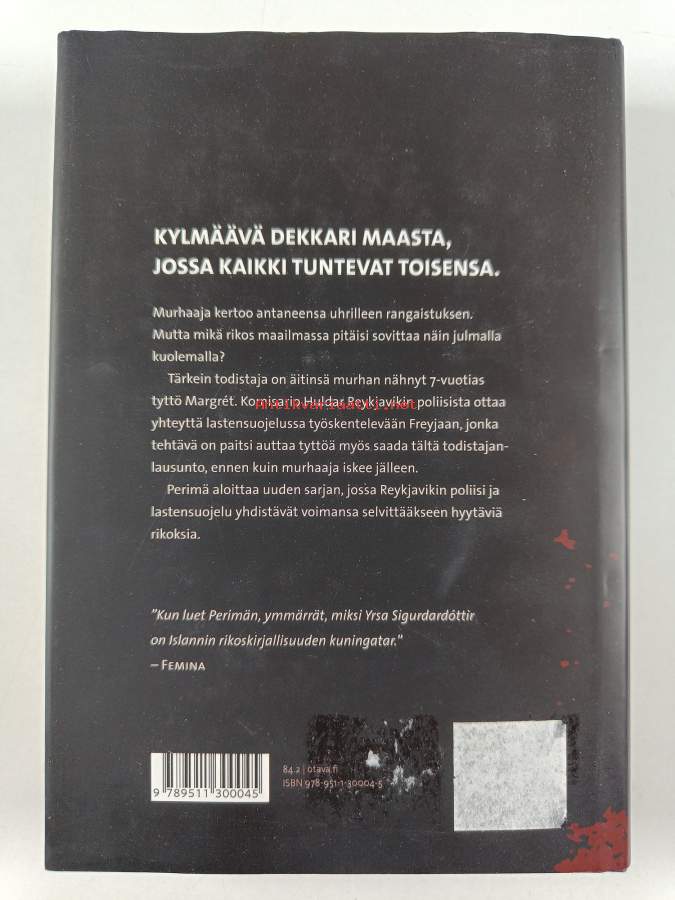 KYLMÄÄVÄ DEKKARI MAASTA,
JOSSA KAIKKI TUNTEVAT TOISENSA.
Murhaaja kertoo antaneensa uhrilleen rangaistuksen.
Mutta mikä rikos maailmassa pitäisi sovittaa näin julmalla
kuolemalla?
Tärkein todistaja on äitinsä murhan nähnyt 7-vuotias
tyttö Margrét. Komisario Huldar Reykjavikin poliisista ottaa
Antikvariaatti.net
yhteyttä lastensuojelussa työskentelevään Freyjaan, jonka
tehtävä on paitsi auttaa tyttöä myös saada tältä todistajan-
lausunto, ennen kuin murhaaja iskee jälleen.
Perimä aloittaa uuden sarjan, jossa Reykjavikin poliisi ja
lastensuojelu yhdistävät voimansa selvittääkseen hyytäviä
rikoksia.
"Kun luet Perimän, ymmärrät, miksi Yrsa Sigurdardóttir
on Islannin rikoskirjallisuuden kuningatar."
– FEMINA
84.2 | otava.fi
ISBN 978-951-1-30004-5
9 789511 300045